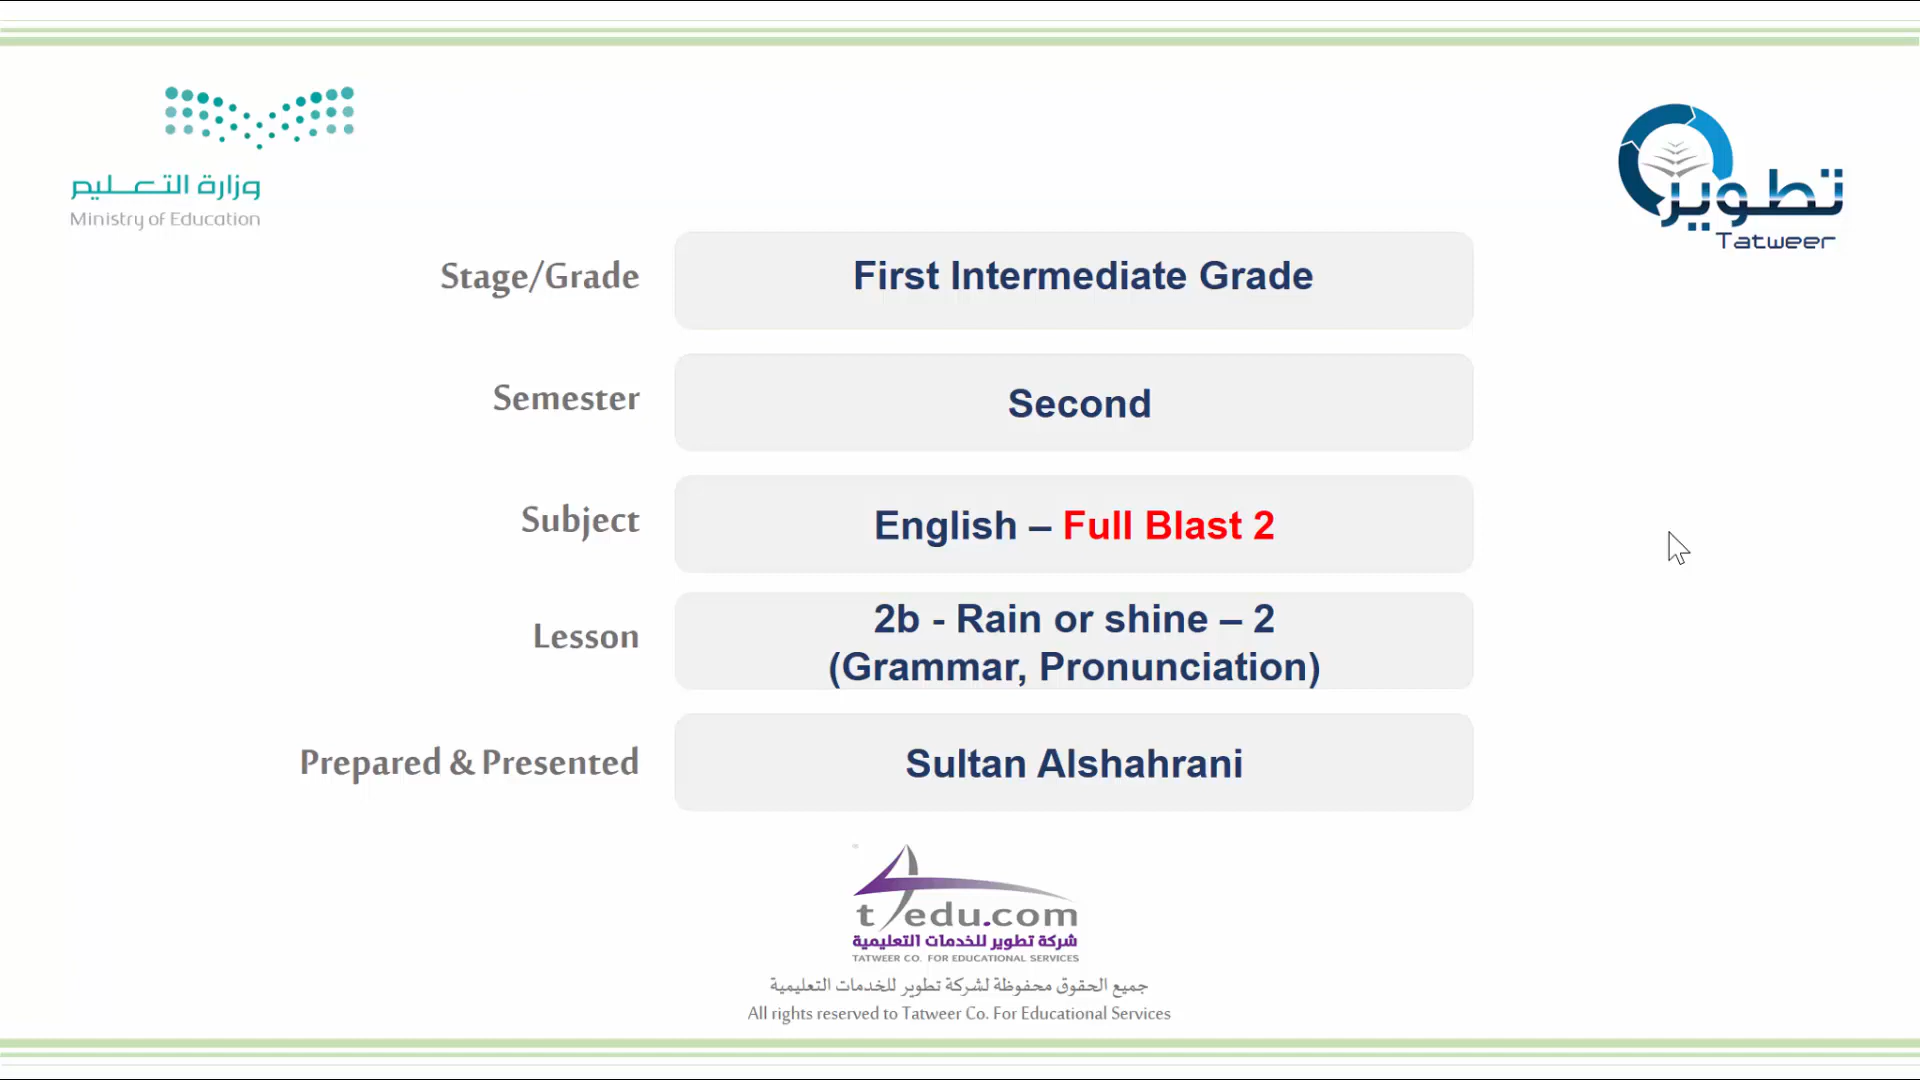 وزارة التعليم
Ministry of Education
تطوير
Tatweer
Stage/Grade
First Intermediate Grade
Semester
Second
Subject
English – Full Blast 2
Lesson
2b - Rain or shine – 2
(Grammar, Pronunciation)
Prepared & Presented
Sultan Alshahrani
t4edu.com
شركة تطوير للخدمات التعليمية
TATWEER CO. FOR EDUCATIONAL SERVICES
جميع الحقوق محفوظة لشركة تطوير للخدمات التعليمية
All rights reserved to Tatweer Co. For Educational Services